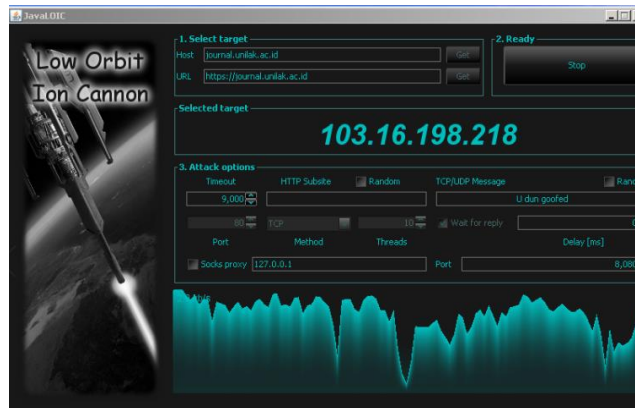 JavaLOIC
Low Orbit
Ion Cannon
1. Select target
Host journal.unilak.ac.id Get
URL https://journal.unilak.ac.id Get
2. Ready
Stop
Selected target
103.16.198.218
3. Attack options
Timeout HTTP Subsite Random TCP/UDP Message
9,000 U dun goofed
80 TCP 10 Wait for reply
Port Method Threads Delay [ms]
Socks proxy 127.0.0.1 Port 8,080